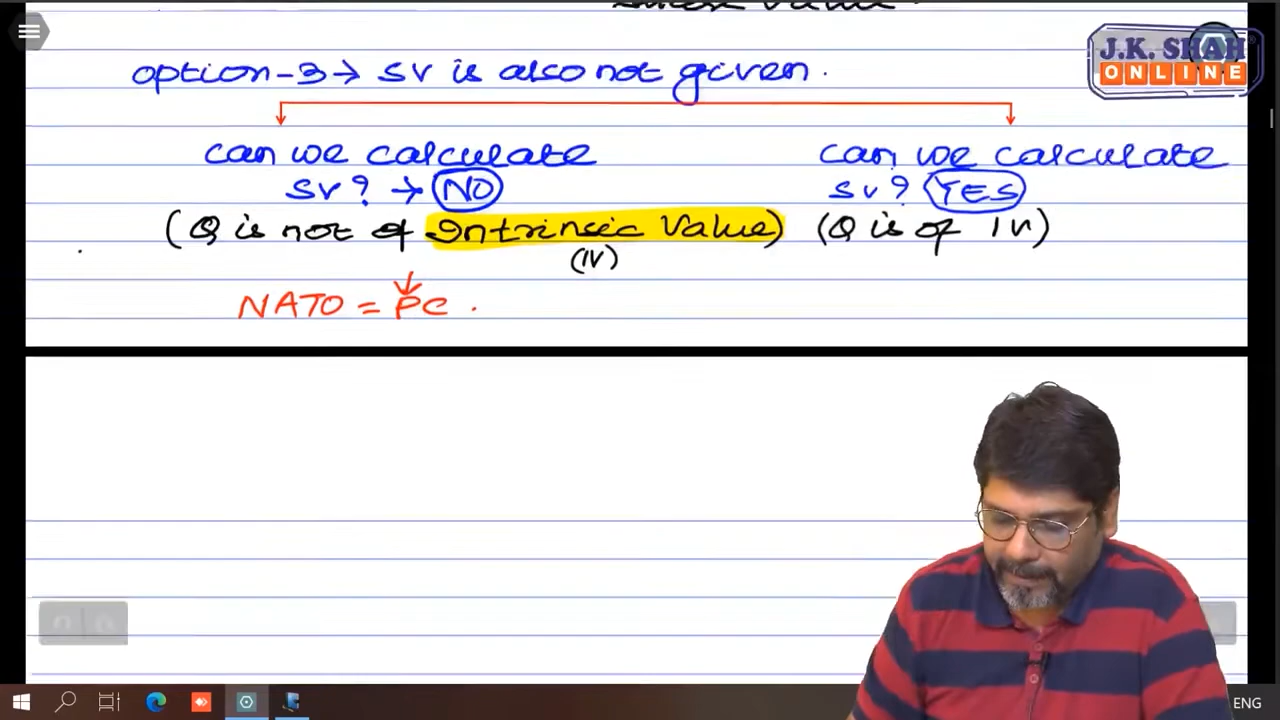 Value.
J.K. SHAH
ONLINE
option-3 → SV is also not given.
can we calculate
SV? → NO
(Q is not of Intrinsic Value)
(IV)
NATO = PC.
can we calculate
SV? YES
(Q is of IV)
ENG